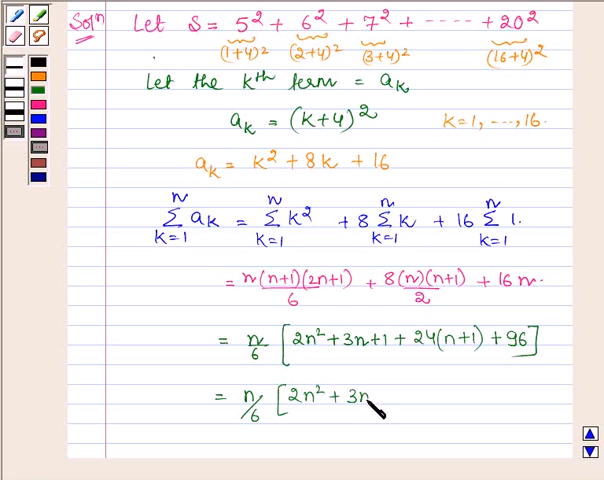 Solⁿ Let S = 5² + 6² + 7² + ----- + 20²
(1+4)² (2+4)² (3+4)² (16+4)²
Let the kth term = aₖ
aₖ = (k+4)² k=1, ---, 16.
aₖ = k² + 8k + 16
n∑k=1 aₖ = n∑k=1 k² + 8 n∑k=1 k + 16 n∑k=1 1.
= n(n+1)(2n+1)/6 + 8(n)(n+1)/2 + 16n.
= n/6 [2n² + 3n + 1 + 24(n+1) + 96]
= n/6 [2n² + 3n